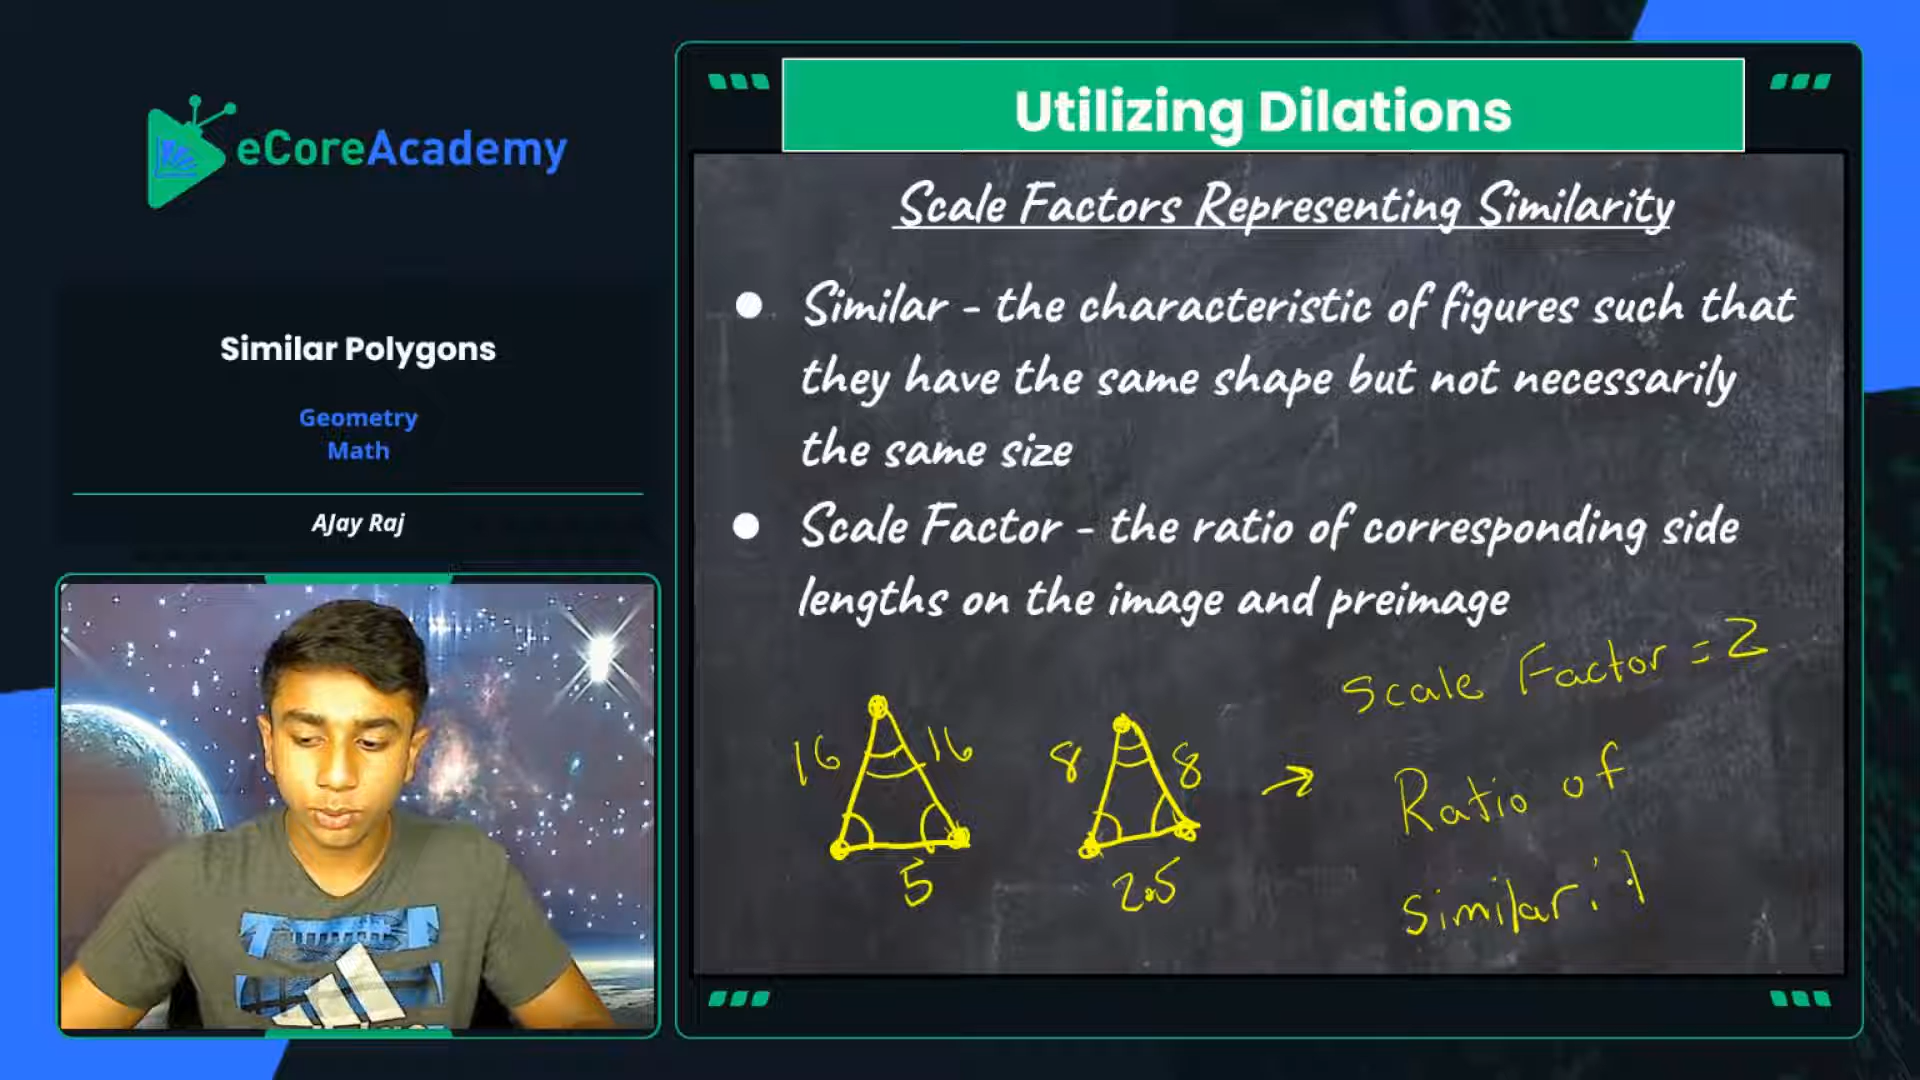 eCoreAcademy
Similar Polygons
Geometry
Math
AJay Raj
Utilizing Dilations
Scale Factors Representing Similarity
Similar - the characteristic of figures such that
they have the same shape but not necessarily
the same size
Scale Factor - the ratio of corresponding side
lengths on the image and preimage
Scale Factor = 2
16 16 8 8 →
Ratio of
5 2.5